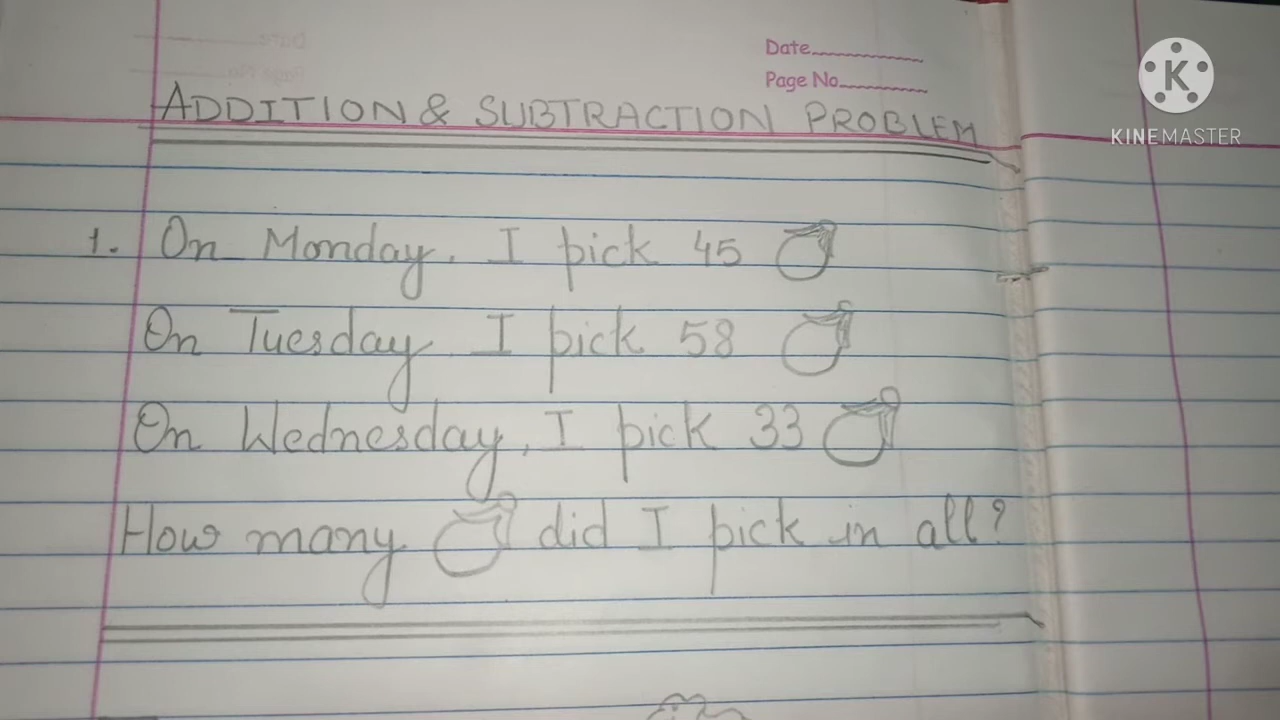 Date
Page No.
ADDITION & SUBTRACTION PROBLEM
K
KINEMASTER
1. On Monday, I pick 45
On Tuesday I pick 58
On Wednesday, I pick 33
How many did I pick in all?